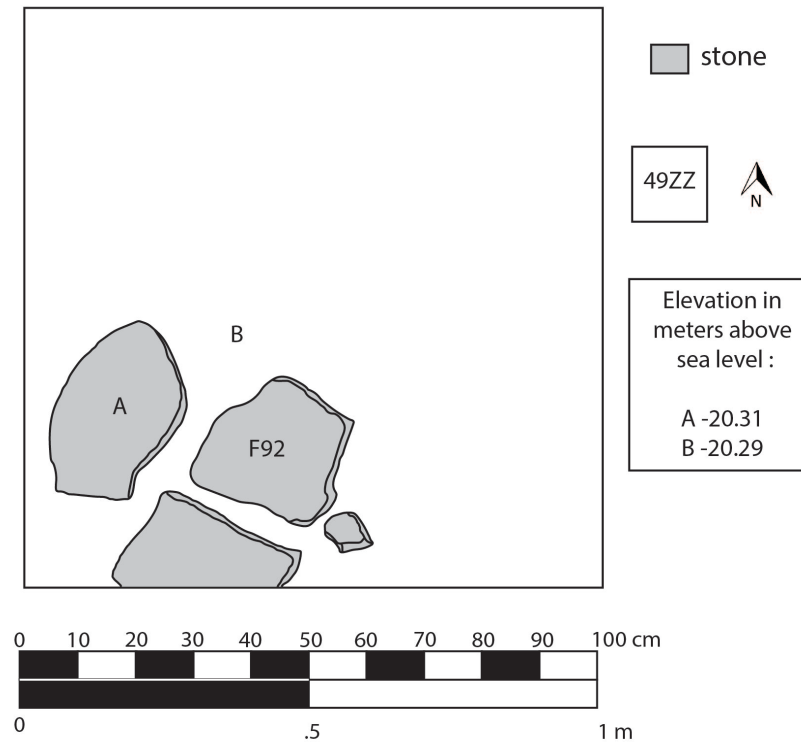 stone
49ZZ
N
Elevation in
meters above
sea level :
A -20.31
B -20.29
B
A
F92
0 10 20 30 40 50 60 70 80 90 100 cm
0 .5 1 m